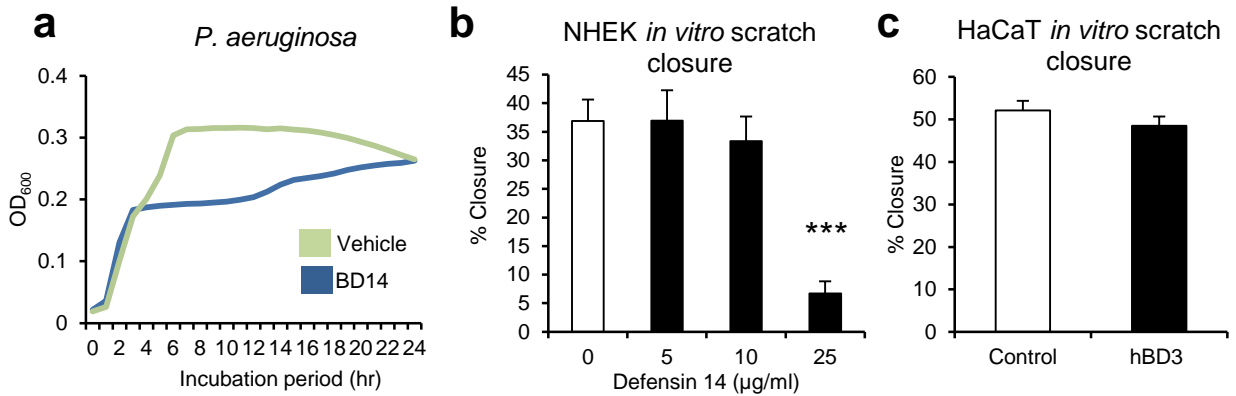 a
P. aeruginosa
0.4
0.3
0.2
0.1
0
OD600
Vehicle
BD14
0 2 4 6 8 10 12 14 16 18 20 22 24
Incubation period (hr)
b
NHEK in vitro scratch
closure
45
40
35
30
25
20
15
10
5
0
% Closure
***
0 5 10 25
Defensin 14 (µg/ml)
c
HaCaT in vitro scratch
closure
60
50
40
30
20
10
0
% Closure
Control hBD3